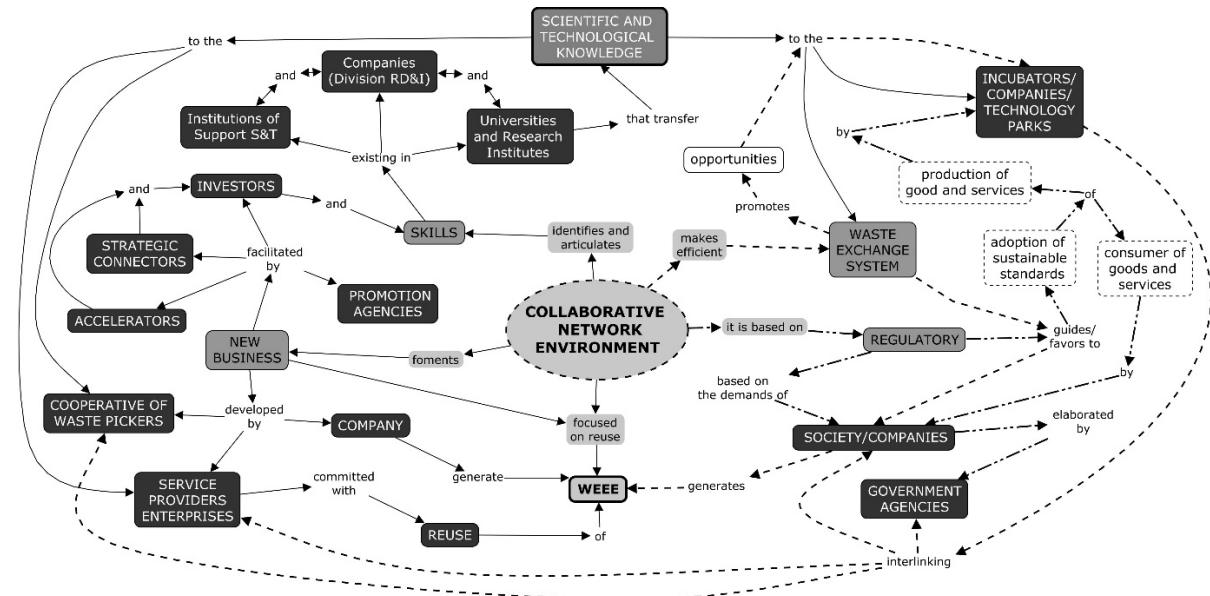 SCIENTIFIC AND
TECHNOLOGICAL
KNOWLEDGE
to the
to the
Companies
(Division RD&I)
and
and
Institutions of
Support S&T
Universities
and Research
Institutes
that transfer
existing in
INCUBATORS/
COMPANIES/
TECHNOLOGY
PARKS
by
opportunities
production of
good and services
of
promotes
and
INVESTORS
and
SKILLS
identifies and
articulates
makes
efficient
WASTE
EXCHANGE
SYSTEM
adoption of
sustainable
standards
consumer of
goods and
services
STRATEGIC
CONNECTORS
facilitated
by
PROMOTION
AGENCIES
ACCELERATORS
COLLABORATIVE
NETWORK
ENVIRONMENT
it is based on
REGULATORY
guides/
favors to
NEW
BUSINESS
foments
based on
the demands of
by
COOPERATIVE OF
WASTE PICKERS
developed
by
COMPANY
focused
on reuse
SOCIETY/COMPANIES
elaborated
by
SERVICE
PROVIDERS
ENTERPRISES
committed
with
generate
WEEE
generates
GOVERNMENT
AGENCIES
REUSE
of
interlinking